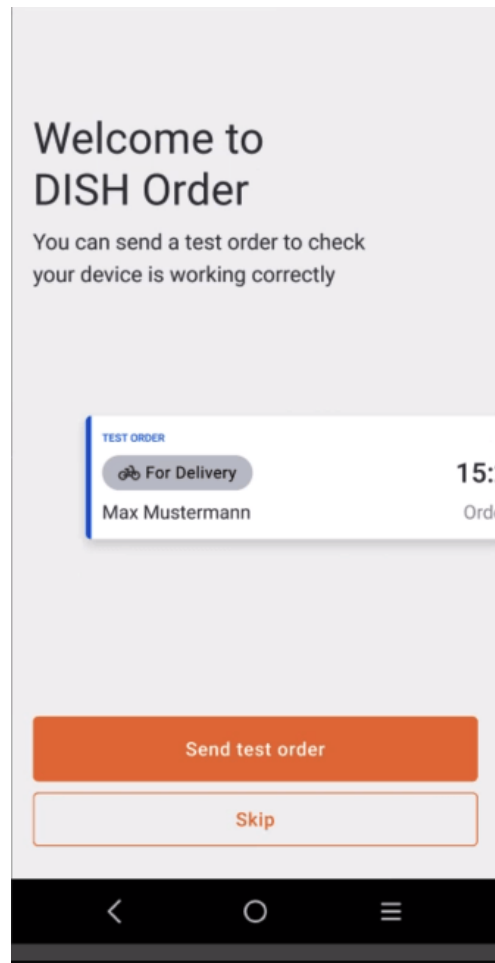 Welcome to
DISH Order
You can send a test order to check
your device is working correctly
TEST ORDER
For Delivery
15:
Max Mustermann
Send test order
Skip